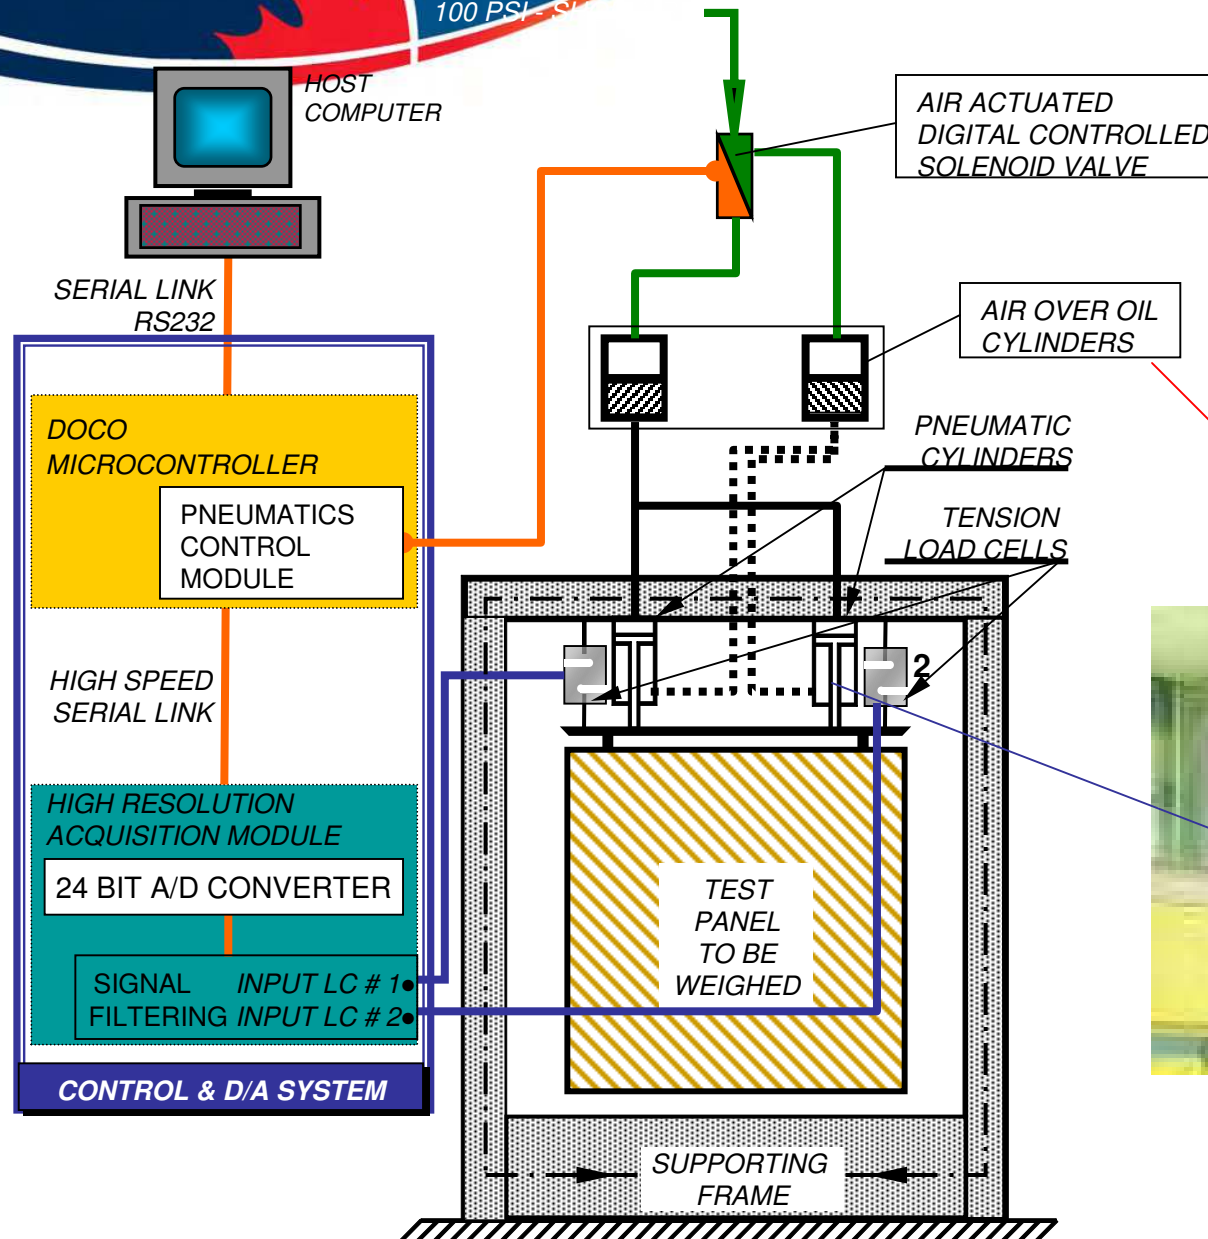 100 PSI -
HOST
COMPUTER
AIR ACTUATED
DIGITAL CONTROLLED
SOLENOID VALVE
SERIAL LINK
RS232
AIR OVER OIL
CYLINDERS
DOCO
MICROCONTROLLER
PNEUMATICS
CONTROL
MODULE
PNEUMATIC
CYLINDERS
TENSION
LOAD CELLS
2
HIGH SPEED
SERIAL LINK
HIGH RESOLUTION
ACQUISITION MODULE
24 BIT A/D CONVERTER
SIGNAL INPUT LC # 1
FILTERING INPUT LC # 2
CONTROL & D/A SYSTEM
TEST
PANEL
TO BE
WEIGHED
SUPPORTING
FRAME